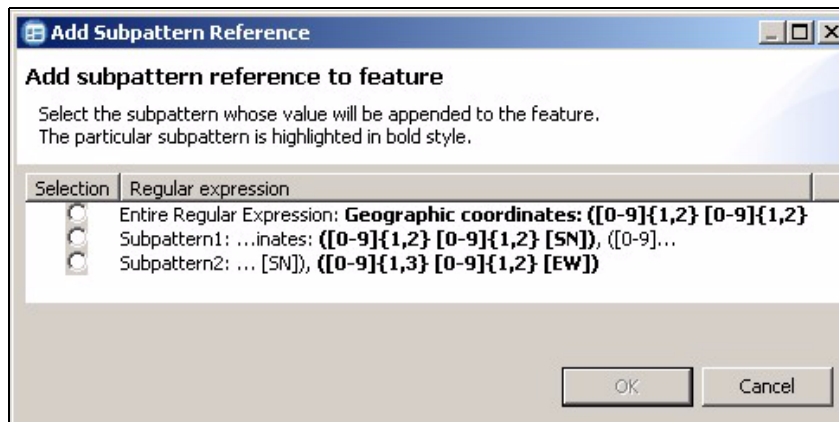 Add Subpattern Reference
Add subpattern reference to feature
Select the subpattern whose value will be appended to the feature.
The particular subpattern is highlighted in bold style.
Selection Regular expression
Entire Regular Expression: Geographic coordinates: ([0-9]{1,2} [0-9]{1,2}
Subpattern1: ...inates: ([0-9]{1,2} [0-9]{1,2} [SN]), ([0-9]...
Subpattern2: ... [SN]), ([0-9]{1,3} [0-9]{1,2} [EW])
OK Cancel